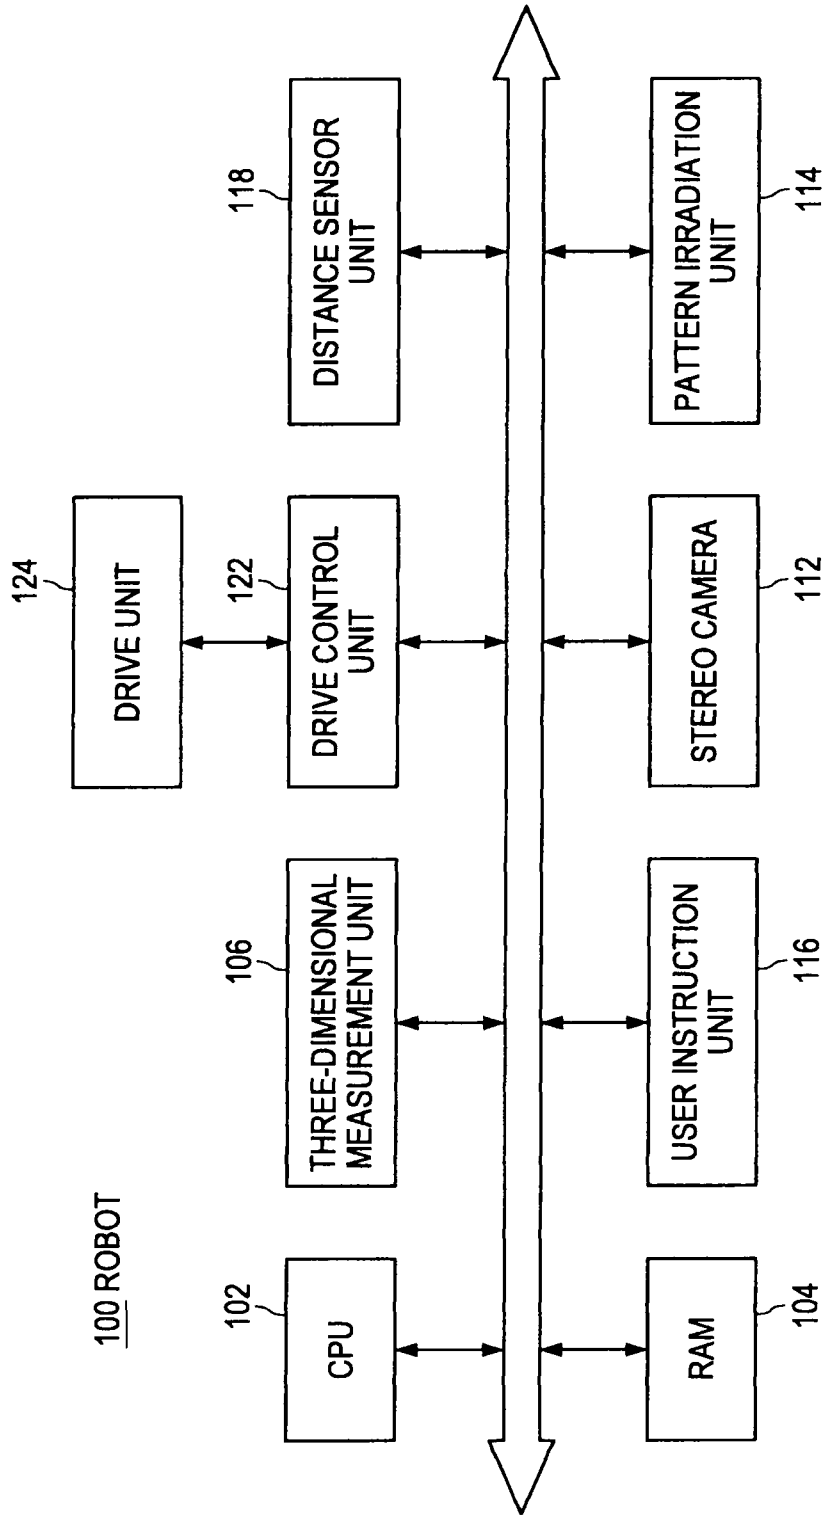 100 ROBOT
124
DRIVE UNIT
102
CPU
106
THREE-DIMENSIONAL
MEASUREMENT UNIT
122
DRIVE CONTROL
UNIT
118
DISTANCE SENSOR
UNIT
RAM
104
USER INSTRUCTION
UNIT
116
STEREO CAMERA
112
PATTERN IRRADIATION
UNIT
114